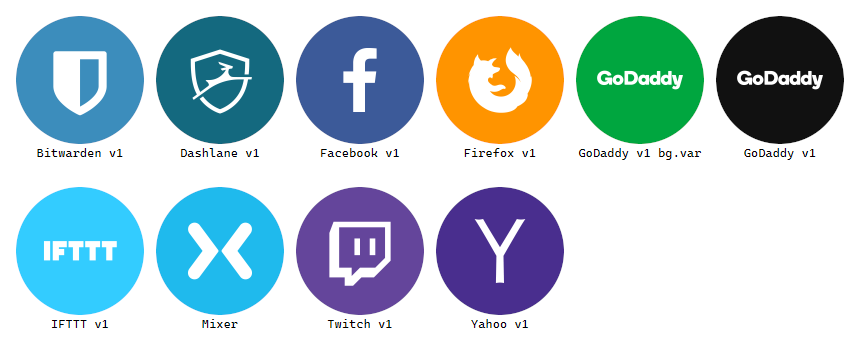 GoDaddy GoDaddy
Bitwarden v1 Dashlane v1 Facebook v1 Firefox v1 GoDaddy v1 bg.var GoDaddy v1
IFTTT
IFTTT v1 Mixer Twitch v1 Yahoo v1